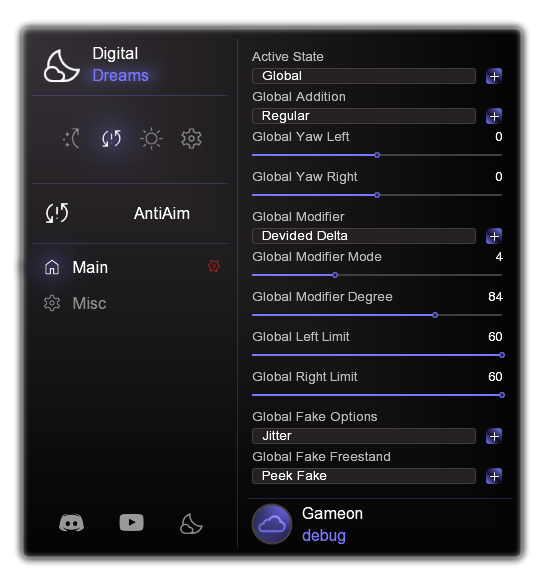 Digital
Dreams
AntiAim
Main
Misc
Active State
Global
Global Addition
Regular
Global Yaw Left 0
Global Yaw Right 0
Global Modifier
Devided Delta
Global Modifier Mode 4
Global Modifier Degree 84
Global Left Limit 60
Global Right Limit 60
Global Fake Options
Jitter
Global Fake Freestand
Peek Fake
Gameon
debug